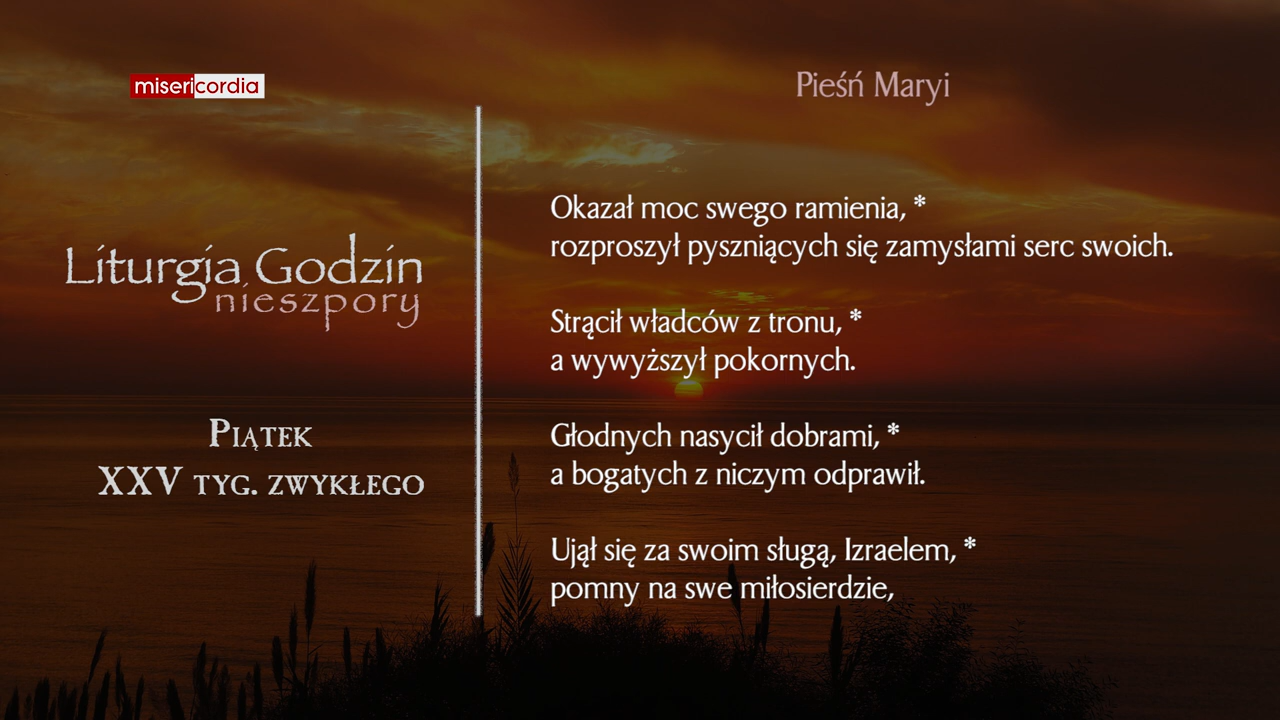 misericordia
Liturgia Godzin
nieszpory
Piątek
XXV tyg. zwykłego
Pieśń Maryi
Okazał moc swego ramienia, *
rozproszył pyszniących się zamysłami serc swoich.
Strącił władców z tronu, *
a wywyższył pokornych.
Głodnych nasycił dobrami, *
a bogatych z niczym odprawił.
Ujął się za swoim sługą, Izraelem, *
pomny na swe miłosierdzie,